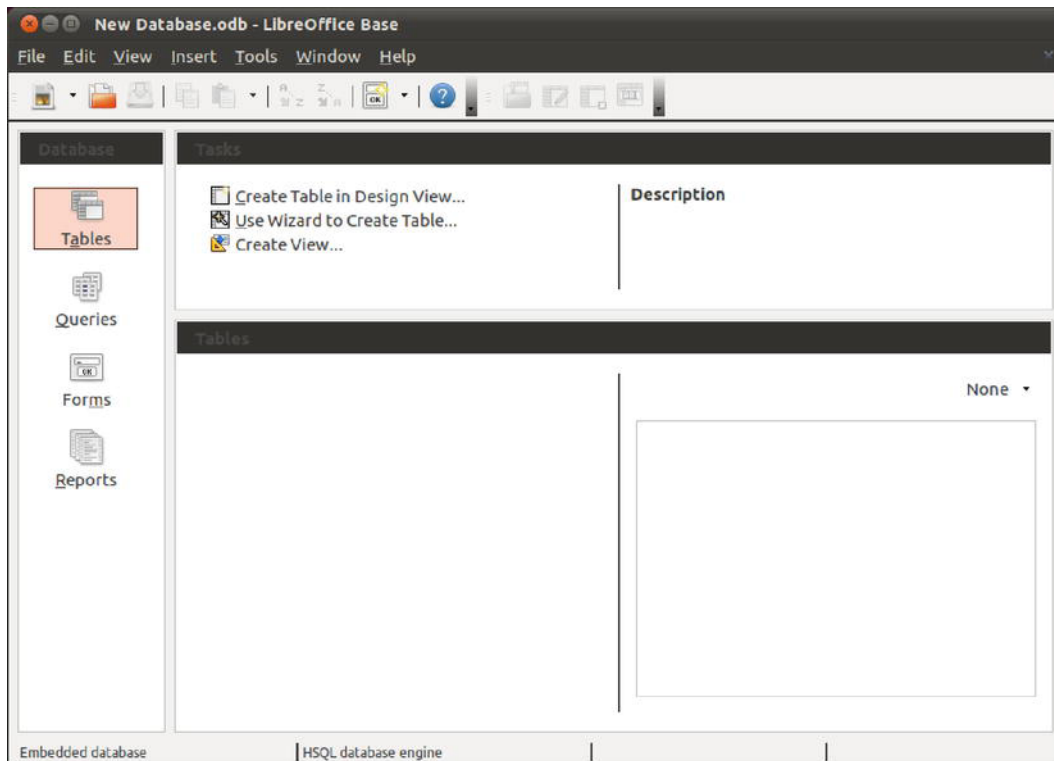 New Database.odb - LibreOffice Base
File Edit View Insert Tools Window Help
Database
Tasks
Create Table in Design View...
Use Wizard to Create Table...
Create View...
Description
Tables
Queries
Forms
Reports
Tables
None
Embedded database
HSQL database engine